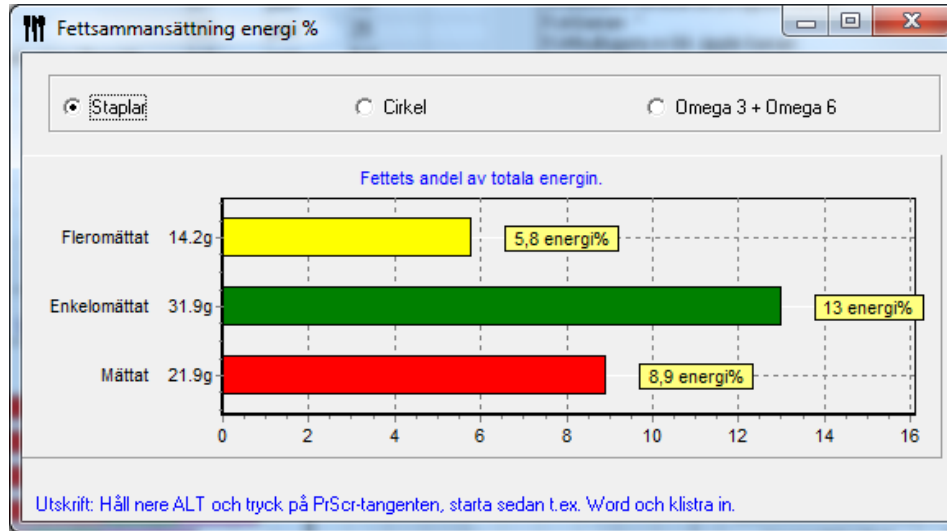 Fettsammansättning energi %
Staplar Cirkel Omega 3 + Omega 6
Fettets andel av totala energin.
Fleromättat 14.2g 5,8 energi%
Enkelomättat 31.9g 13 energi%
Mättat 21.9g 8,9 energi%
0 2 4 6 8 10 12 14 16
Utskrift: Håll nere ALT och tryck på PrScr-tangenten, starta sedan t.ex. Word och klistra in.